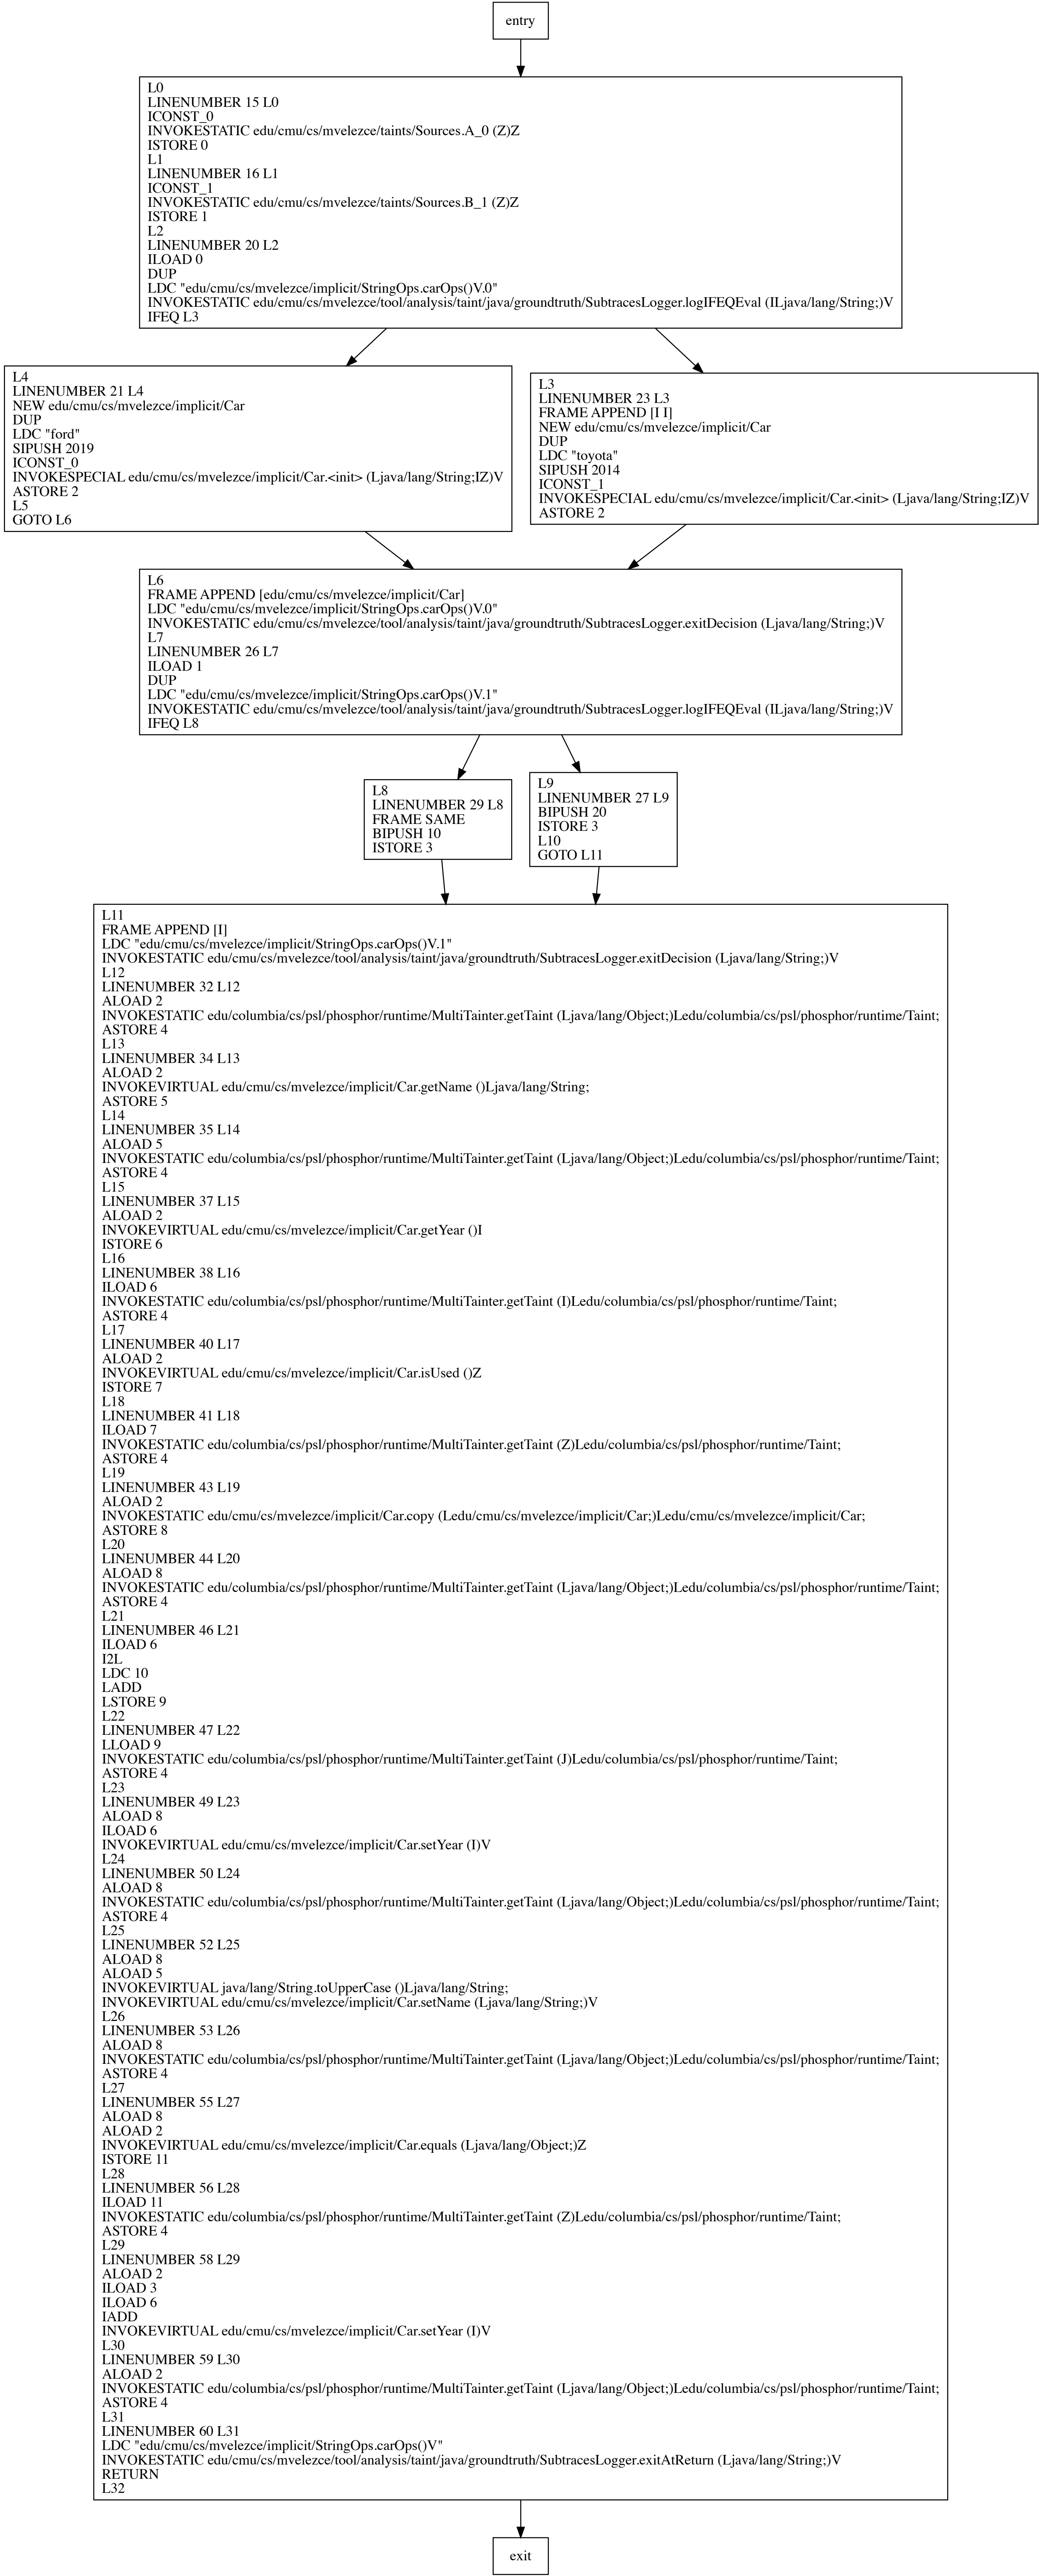 entry
L0
LINENUMBER 15 L0
ICONST_0
INVOKESTATIC edu/cmu/cs/mvelezce/taints/Sources.A_0 (Z)Z
ISTORE 0
L1
LINENUMBER 16 L1
ICONST_1
INVOKESTATIC edu/cmu/cs/mvelezce/taints/Sources.B_1 (Z)Z
ISTORE 1
L2
LINENUMBER 20 L2
ILOAD 0
DUP
LDC "edu/cmu/cs/mvelezce/implicit/StringOps.carOps()V.0"
INVOKESTATIC edu/cmu/cs/mvelezce/tool/analysis/taint/java/groundtruth/SubtracesLogger.logIFEQEval (ILjava/lang/String;)V
IFEQ L3
L4
LINENUMBER 21 L4
NEW edu/cmu/cs/mvelezce/implicit/Car
DUP
LDC "ford"
SIPUSH 2019
ICONST_0
INVOKESPECIAL edu/cmu/cs/mvelezce/implicit/Car.<init> (Ljava/lang/String;IZ)V
ASTORE 2
L5
GOTO L6
L3
LINENUMBER 23 L3
FRAME APPEND [I I]
NEW edu/cmu/cs/mvelezce/implicit/Car
DUP
LDC "toyota"
SIPUSH 2014
ICONST_1
INVOKESPECIAL edu/cmu/cs/mvelezce/implicit/Car.<init> (Ljava/lang/String;IZ)V
ASTORE 2
L6
FRAME APPEND [edu/cmu/cs/mvelezce/implicit/Car]
LDC "edu/cmu/cs/mvelezce/implicit/StringOps.carOps()V.0"
INVOKESTATIC edu/cmu/cs/mvelezce/tool/analysis/taint/java/groundtruth/SubtracesLogger.exitDecision (Ljava/lang/String;)V
L7
LINENUMBER 26 L7
ILOAD 1
DUP
LDC "edu/cmu/cs/mvelezce/implicit/StringOps.carOps()V.1"
INVOKESTATIC edu/cmu/cs/mvelezce/tool/analysis/taint/java/groundtruth/SubtracesLogger.logIFEQEval (ILjava/lang/String;)V
IFEQ L8
L8
LINENUMBER 29 L8
FRAME SAME
BIPUSH 10
ISTORE 3
L9
LINENUMBER 27 L9
BIPUSH 20
ISTORE 3
L10
GOTO L11
L11
FRAME APPEND [I]
LDC "edu/cmu/cs/mvelezce/implicit/StringOps.carOps()V.1"
INVOKESTATIC edu/cmu/cs/mvelezce/tool/analysis/taint/java/groundtruth/SubtracesLogger.exitDecision (Ljava/lang/String;)V
L12
LINENUMBER 32 L12
ALOAD 2
INVOKESTATIC edu/columbia/cs/psl/phosphor/runtime/MultiTainter.getTaint (Ljava/lang/Object;)Ledu/columbia/cs/psl/phosphor/runtime/Taint;
ASTORE 4
L13
LINENUMBER 34 L13
ALOAD 2
INVOKEVIRTUAL edu/cmu/cs/mvelezce/implicit/Car.getName ()Ljava/lang/String;
ASTORE 5
L14
LINENUMBER 35 L14
ALOAD 5
INVOKESTATIC edu/columbia/cs/psl/phosphor/runtime/MultiTainter.getTaint (Ljava/lang/Object;)Ledu/columbia/cs/psl/phosphor/runtime/Taint;
ASTORE 4
L15
LINENUMBER 37 L15
ALOAD 2
INVOKEVIRTUAL edu/cmu/cs/mvelezce/implicit/Car.getYear ()I
ISTORE 6
L16
LINENUMBER 38 L16
ILOAD 6
INVOKESTATIC edu/columbia/cs/psl/phosphor/runtime/MultiTainter.getTaint (I)Ledu/columbia/cs/psl/phosphor/runtime/Taint;
ASTORE 4
L17
LINENUMBER 40 L17
ALOAD 2
INVOKEVIRTUAL edu/cmu/cs/mvelezce/implicit/Car.isUsed ()Z
ISTORE 7
L18
LINENUMBER 41 L18
ILOAD 7
INVOKESTATIC edu/columbia/cs/psl/phosphor/runtime/MultiTainter.getTaint (Z)Ledu/columbia/cs/psl/phosphor/runtime/Taint;
ASTORE 4
L19
LINENUMBER 43 L19
ALOAD 2
INVOKESTATIC edu/cmu/cs/mvelezce/implicit/Car.copy (Ledu/cmu/cs/mvelezce/implicit/Car;)Ledu/cmu/cs/mvelezce/implicit/Car;
ASTORE 8
L20
LINENUMBER 44 L20
ALOAD 8
INVOKESTATIC edu/columbia/cs/psl/phosphor/runtime/MultiTainter.getTaint (Ljava/lang/Object;)Ledu/columbia/cs/psl/phosphor/runtime/Taint;
ASTORE 4
L21
LINENUMBER 46 L21
ILOAD 6
I2L
LDC 10
LADD
LSTORE 9
L22
LINENUMBER 47 L22
LLOAD 9
INVOKESTATIC edu/columbia/cs/psl/phosphor/runtime/MultiTainter.getTaint (J)Ledu/columbia/cs/psl/phosphor/runtime/Taint;
ASTORE 4
L23
LINENUMBER 49 L23
ALOAD 8
ILOAD 6
INVOKEVIRTUAL edu/cmu/cs/mvelezce/implicit/Car.setYear (I)V
L24
LINENUMBER 50 L24
ALOAD 8
INVOKESTATIC edu/columbia/cs/psl/phosphor/runtime/MultiTainter.getTaint (Ljava/lang/Object;)Ledu/columbia/cs/psl/phosphor/runtime/Taint;
ASTORE 4
L25
LINENUMBER 52 L25
ALOAD 8
ALOAD 5
INVOKEVIRTUAL java/lang/String.toUpperCase ()Ljava/lang/String;
INVOKEVIRTUAL edu/cmu/cs/mvelezce/implicit/Car.setName (Ljava/lang/String;)V
L26
LINENUMBER 53 L26
ALOAD 8
INVOKESTATIC edu/columbia/cs/psl/phosphor/runtime/MultiTainter.getTaint (Ljava/lang/Object;)Ledu/columbia/cs/psl/phosphor/runtime/Taint;
ASTORE 4
L27
LINENUMBER 55 L27
ALOAD 8
ALOAD 2
INVOKEVIRTUAL edu/cmu/cs/mvelezce/implicit/Car.equals (Ljava/lang/Object;)Z
ISTORE 11
L28
LINENUMBER 56 L28
ILOAD 11
INVOKESTATIC edu/columbia/cs/psl/phosphor/runtime/MultiTainter.getTaint (Z)Ledu/columbia/cs/psl/phosphor/runtime/Taint;
ASTORE 4
L29
LINENUMBER 58 L29
ALOAD 2
ILOAD 3
ILOAD 6
IADD
INVOKEVIRTUAL edu/cmu/cs/mvelezce/implicit/Car.setYear (I)V
L30
LINENUMBER 59 L30
ALOAD 2
INVOKESTATIC edu/columbia/cs/psl/phosphor/runtime/MultiTainter.getTaint (Ljava/lang/Object;)Ledu/columbia/cs/psl/phosphor/runtime/Taint;
ASTORE 4
L31
LINENUMBER 60 L31
LDC "edu/cmu/cs/mvelezce/implicit/StringOps.carOps()V"
INVOKESTATIC edu/cmu/cs/mvelezce/tool/analysis/taint/java/groundtruth/SubtracesLogger.exitAtReturn (Ljava/lang/String;)V
RETURN
L32
exit